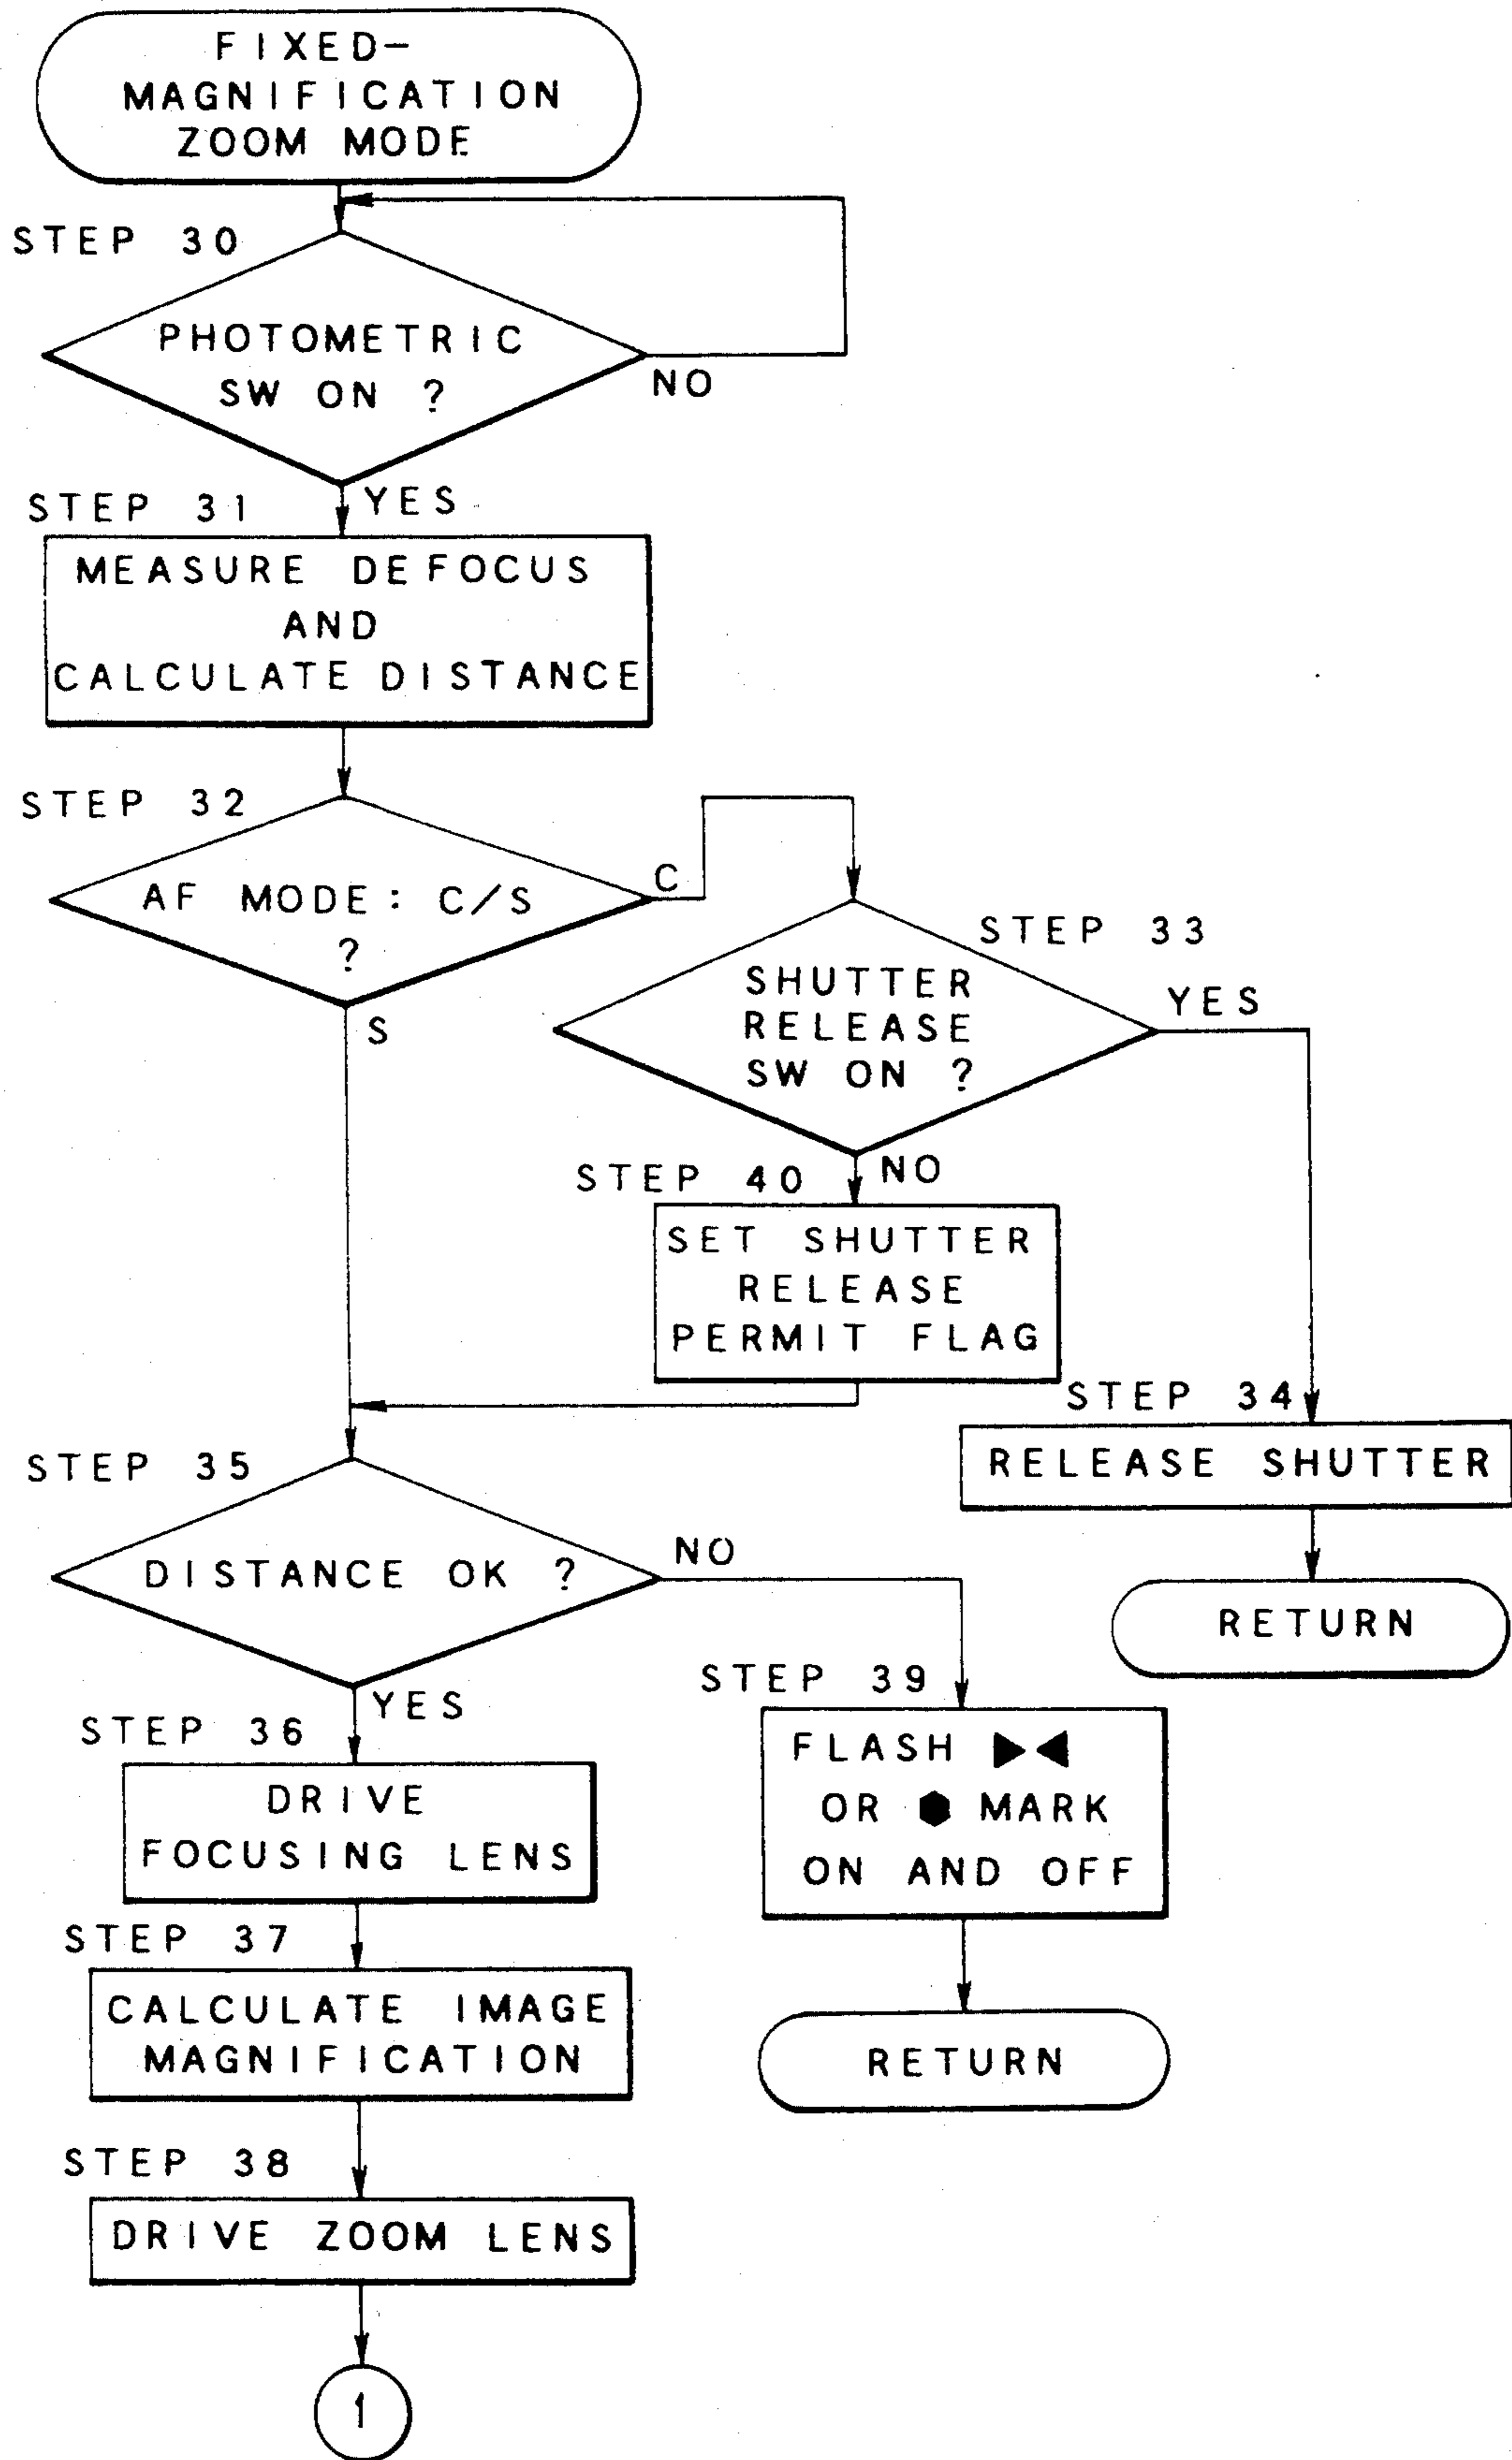 FIXED-
MAGNIFICATION
ZOOM MODE
STEP 30
PHOTOMETRIC
SW ON ?
NO
YES
STEP 31
MEASURE DEFOCUS
AND
CALCULATE DISTANCE
STEP 32
AF MODE: C/S
?
C
S
STEP 33
SHUTTER
RELEASE
SW ON ?
YES
NO
STEP 40
SET SHUTTER
RELEASE
PERMIT FLAG
STEP 34
RELEASE SHUTTER
RETURN
STEP 35
DISTANCE OK ?
NO
YES
STEP 39
FLASH ▶◀
OR ⬢ MARK
ON AND OFF
RETURN
STEP 36
DRIVE
FOCUSING LENS
STEP 37
CALCULATE IMAGE
MAGNIFICATION
STEP 38
DRIVE ZOOM LENS
1